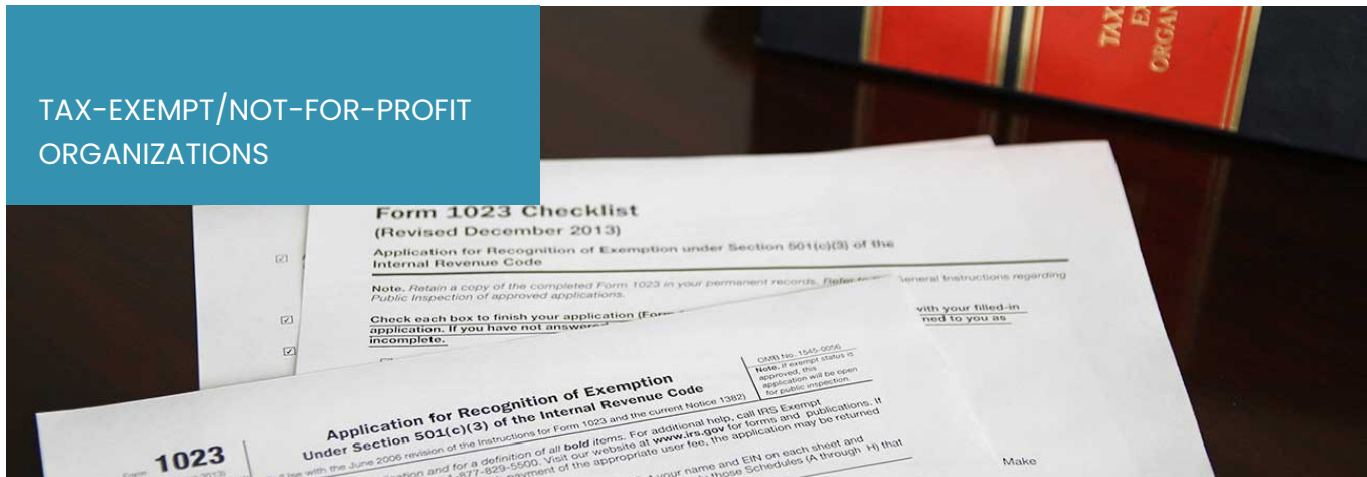 TAX-EXEMPT/NOT-FOR-PROFIT
ORGANIZATIONS
TAX
EX
ORGAN
Form 1023 Checklist
(Revised December 2013)
Application for Recognition of Exemption under Section 501(c)(3) of the
Internal Revenue Code
Note. Retain a copy of the completed Form 1023 in your permanent records. Refer to the General Instructions regarding
Public Inspection of approved applications.
Check each box to finish your application (Form with your filled-in
application. If you have not answered ned to you as
incomplete.
OMB No. 1545-0056
Note. If exempt status is
approved, this
application will be open
for public inspection.
Form 1023
2013)
Application for Recognition of Exemption
Under Section 501(c)(3) of the Internal Revenue Code
with the June 2006 revision of the Instructions for Form 1023 and the current Notice 1382)
and for a definition of all bold items. For additional help, call IRS Exempt
1-877-829-5500. Visit our website at www.irs.gov for forms and publications. If
payment of the appropriate user fee, the application may be returned
your name and EIN on each sheet and
those Schedules (A through H) that
Make